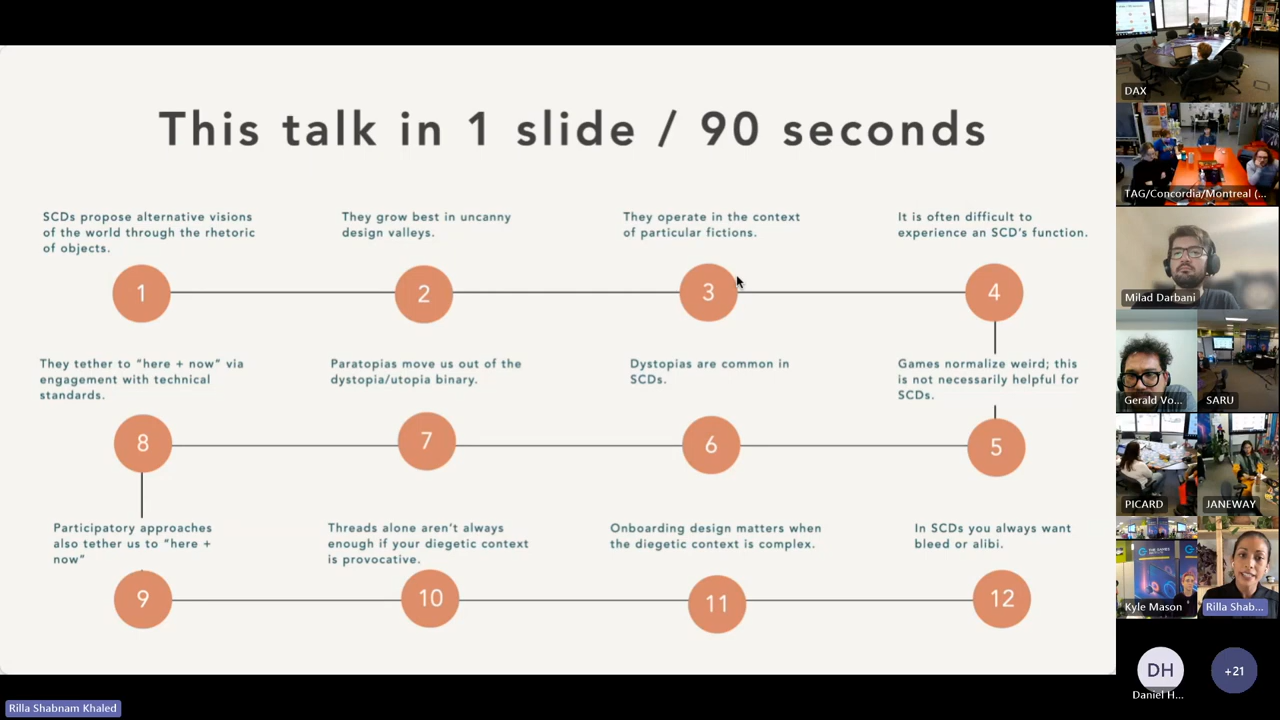 This talk in 1 slide / 90 seconds
SCDs propose alternative visions
of the world through the rhetoric
of objects.
1
They grow best in uncanny
design valleys.
2
They operate in the context
of particular fictions.
3
It is often difficult to
experience an SCD's function.
4
Games normalize weird; this
is not necessarily helpful for
SCDs.
5
Dystopias are common in
SCDs.
6
Paratopias move us out of the
dystopia/utopia binary.
7
They tether to "here + now" via
engagement with technical
standards.
8
Participatory approaches
also tether us to "here +
now"
9
Threads alone aren't always
enough if your diegetic context
is provocative.
10
Onboarding design matters when
the diegetic context is complex.
11
In SCDs you always want
bleed or alibi.
12
Rilla Shabnam Khaled
DAX
TAG/Concordia/Montreal (...
Milad Darbani
Gerald Vo...
SARU
PICARD
JANEWAY
Kyle Mason
Rilla Shab...
DH
Daniel H...
+21